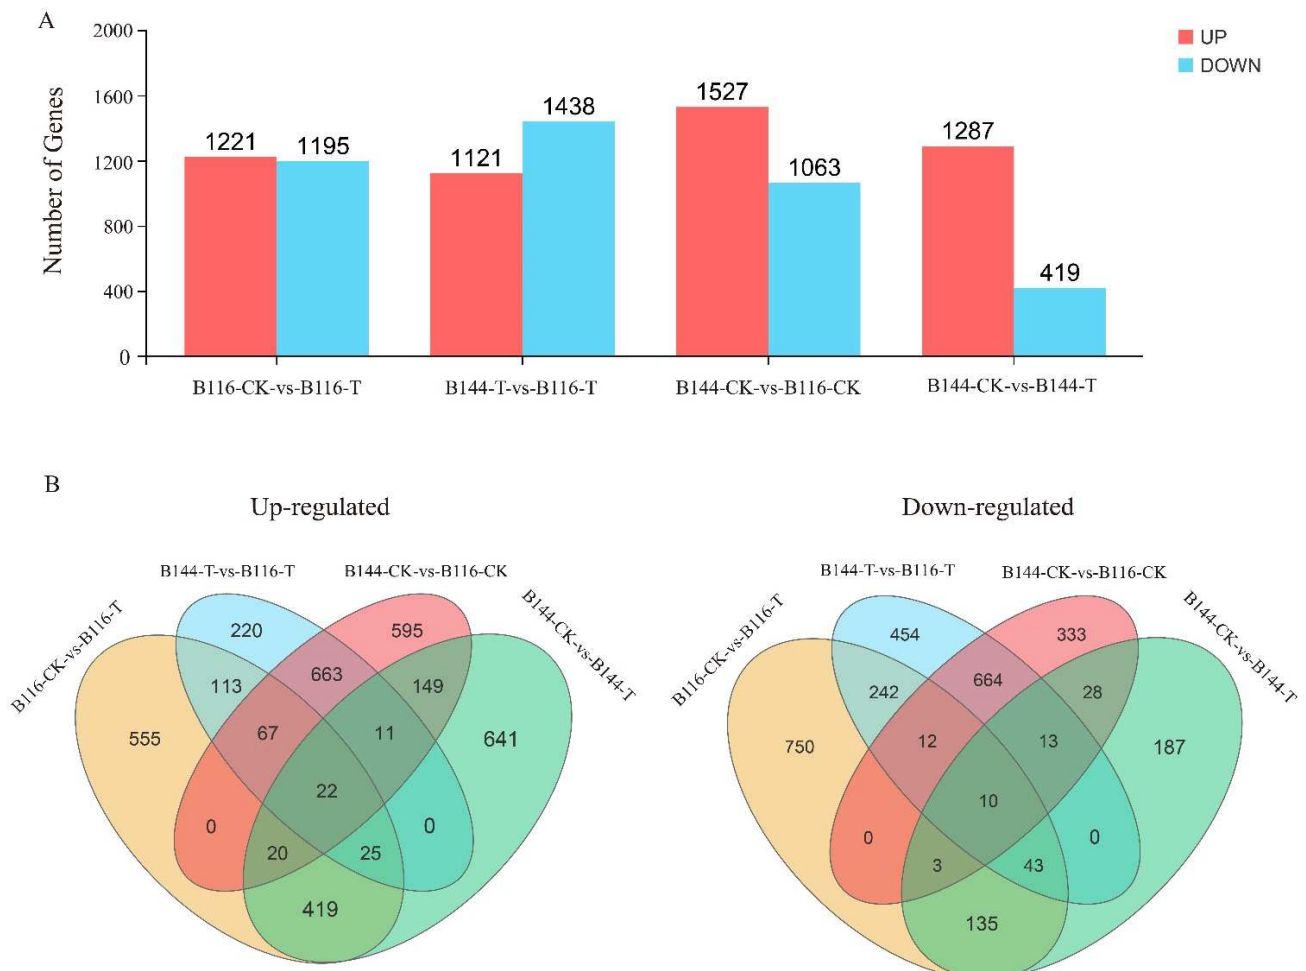 A
2000
1600
1200
800
400
0
Number of Genes
UP
DOWN
1221
1195
1121
1438
1527
1063
1287
419
B116-CK-vs-B116-T
B144-T-vs-B116-T
B144-CK-vs-B116-CK
B144-CK-vs-B144-T
B
Up-regulated
B116-CK-vs-B116-T
B144-T-vs-B116-T
B144-CK-vs-B116-CK
B144-CK-vs-B144-T
220
595
113
663
149
555
67
11
641
22
0
0
20
25
419
Down-regulated
B116-CK-vs-B116-T
B144-T-vs-B116-T
B144-CK-vs-B116-CK
B144-CK-vs-B144-T
454
333
242
664
28
750
12
13
187
10
0
0
3
43
135